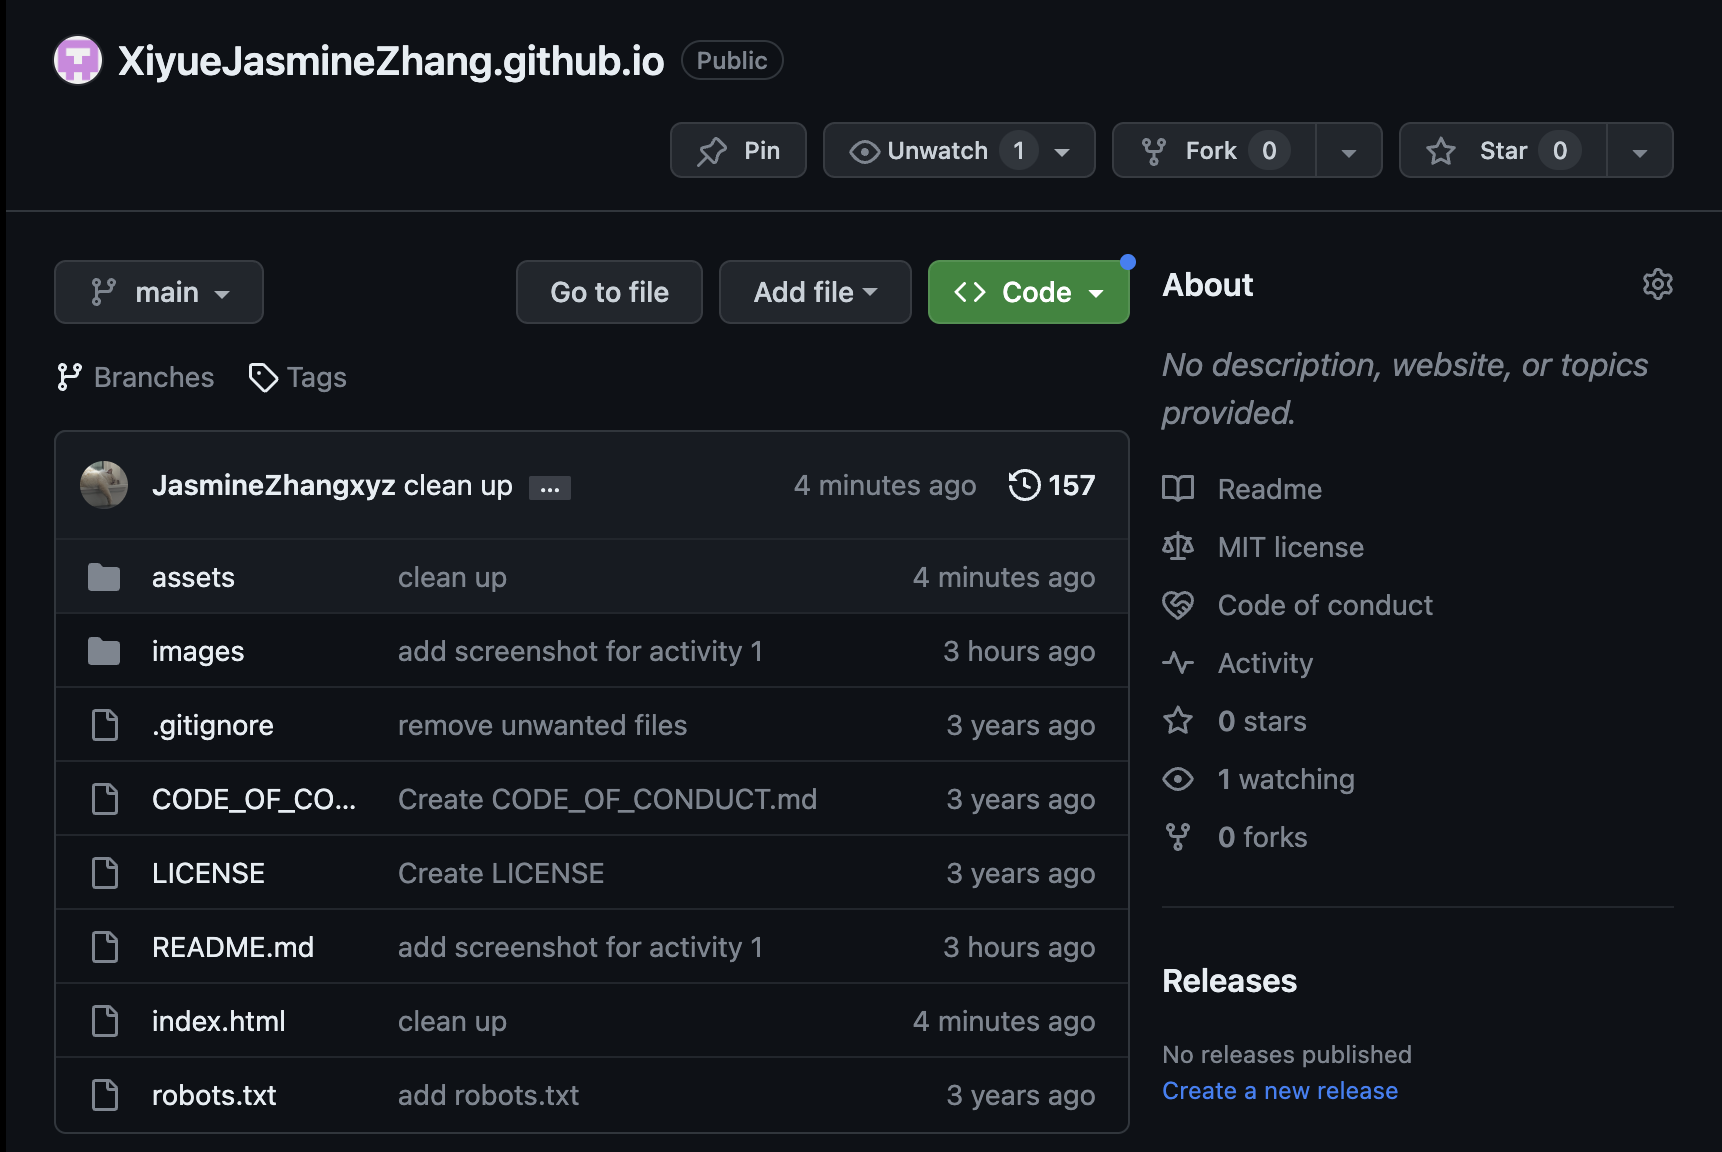 XiyueJasmineZhang.github.io Public
Pin Unwatch 1 Fork 0 Star 0
main Go to file Add file Code
Branches Tags
JasmineZhangxyz clean up ... 4 minutes ago 157
assets clean up 4 minutes ago
images add screenshot for activity 1 3 hours ago
.gitignore remove unwanted files 3 years ago
CODE_OF_CO... Create CODE_OF_CONDUCT.md 3 years ago
LICENSE Create LICENSE 3 years ago
README.md add screenshot for activity 1 3 hours ago
index.html clean up 4 minutes ago
robots.txt add robots.txt 3 years ago
About
No description, website, or topics
provided.
Readme
MIT license
Code of conduct
Activity
0 stars
1 watching
0 forks
Releases
No releases published
Create a new release